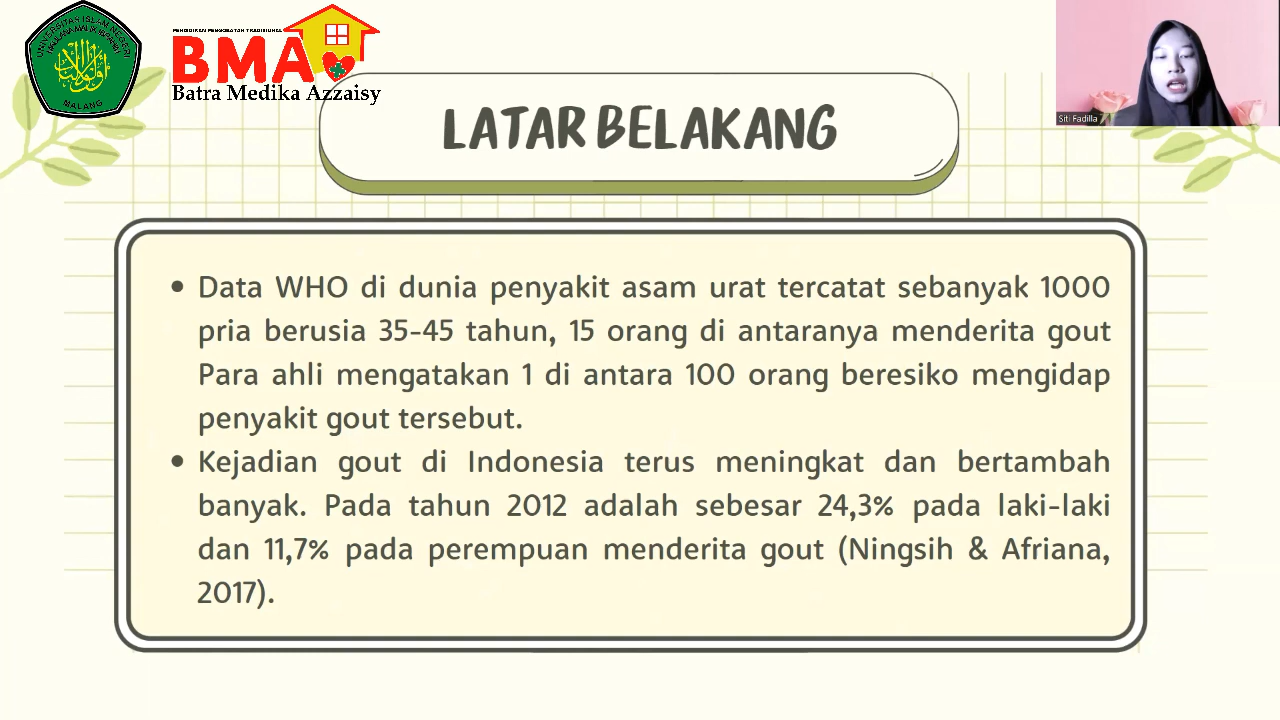 UNIVERSITAS ISLAM NEGERI
MALANG
BMA
Batra Medika Azzaisy
Siti Fadilla
LATAR BELAKANG
• Data WHO di dunia penyakit asam urat tercatat sebanyak 1000
pria berusia 35-45 tahun, 15 orang di antaranya menderita gout
Para ahli mengatakan 1 di antara 100 orang beresiko mengidap
penyakit gout tersebut.
• Kejadian gout di Indonesia terus meningkat dan bertambah
banyak. Pada tahun 2012 adalah sebesar 24,3% pada laki-laki
dan 11,7% pada perempuan menderita gout (Ningsih & Afriana,
2017).